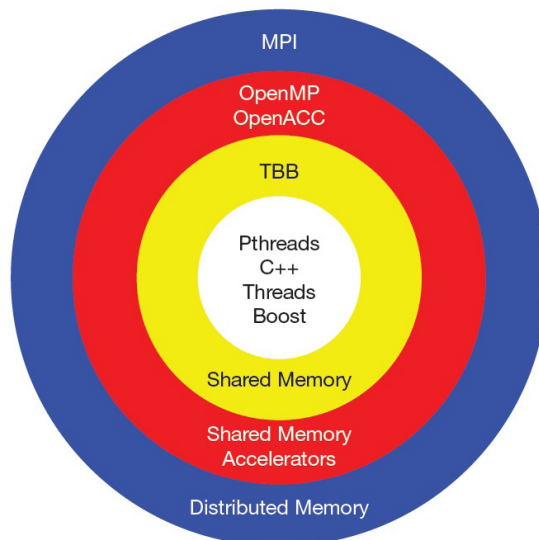 MPI
OpenMP
OpenACC
TBB
Pthreads
C++
Threads
Boost
Shared Memory
Shared Memory
Accelerators
Distributed Memory